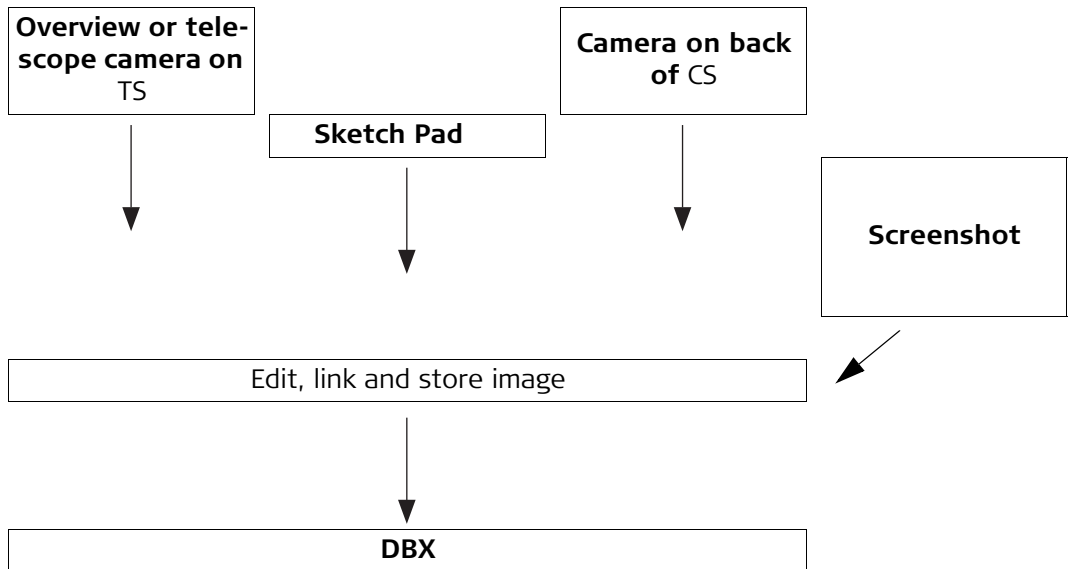 Overview or tele-
scope camera on
TS
Camera on back
of CS
Sketch Pad
Screenshot
Edit, link and store image
DBX